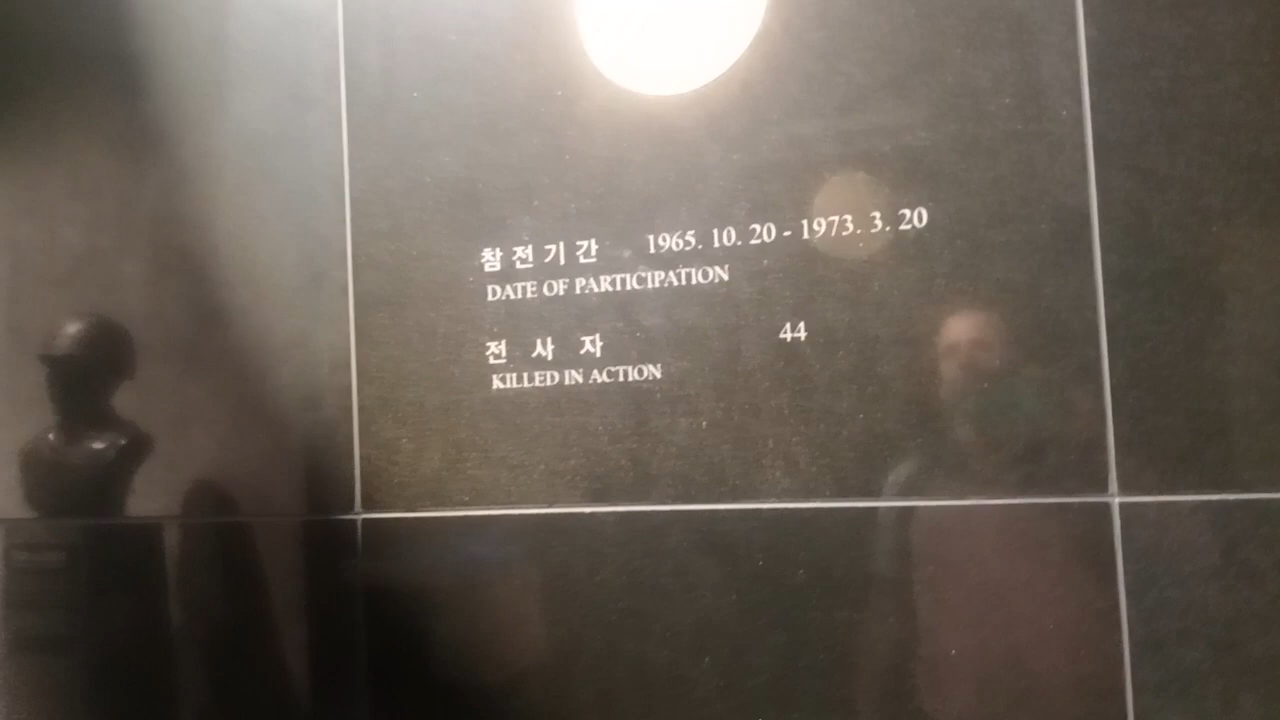 참전기간 1965. 10. 20 - 1973. 3. 20
DATE OF PARTICIPATION
전 사 자 44
KILLED IN ACTION